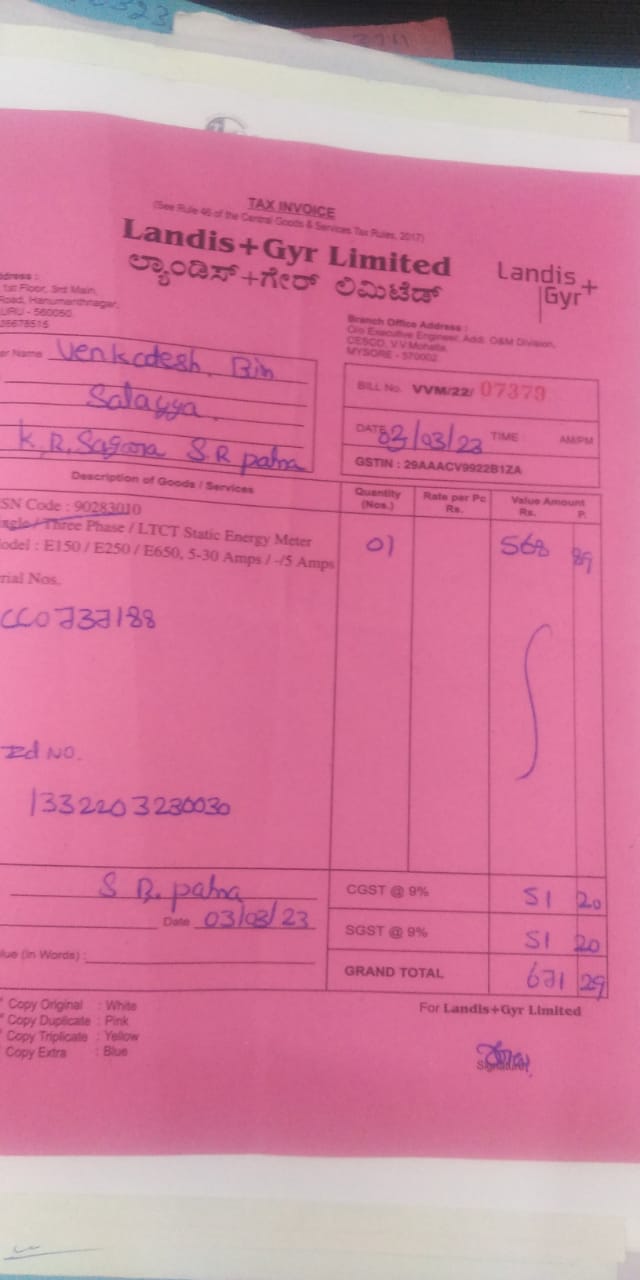 TAX INVOICE
(See Rule 46 of the Central Goods & Services Tax Rules, 2017)
Landis+Gyr Limited
ಲ್ಯಾಂಡಿಸ್+ಗೇರ್ ಲಿಮಿಟೆಡ್
Landis+
Gyr
ddress :
1st Floor, 3rd Main,
Road, Hanumanthnagar,
URU - 560050.
26678515
Branch Office Address :
C/o Executive Engineer, Add. O&M Division,
CESCO, V.V.Mohalla,
MYSORE - 570002
er Name Venkatesh. Bin
Salayya.
K.R.Sagara S.R patna
BILL No. VVM/22/ 07379
DATE 03/03/23 TIME : AM/PM
GSTIN : 29AAACV9922B1ZA
Description of Goods / Services
Quantity (Nos.)
Rate per Pc Rs.
Value Amount Rs. P.
SN Code : 90283010
ingle / Three Phase / LTCT Static Energy Meter
odel : E150 / E250 / E650, 5-30 Amps / -/5 Amps
01
568 89
rial Nos.
CC0737188
Id NO.
1332203230030
S R. patna
Date 03/03/23
lue (in Words) :
CGST @ 9% 51 20
SGST @ 9% 51 20
GRAND TOTAL 671 29
Copy Original : White
Copy Duplicate : Pink
Copy Triplicate : Yellow
Copy Extra : Blue
For Landis+Gyr Limited